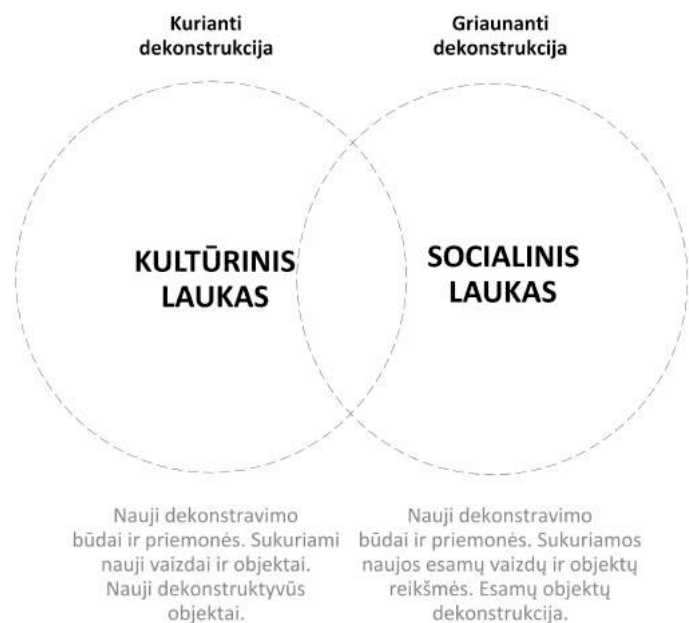 Kurianti
dekonstrukcija
Griaunanti
dekonstrukcija
KULTŪRINIS
LAUKAS
SOCIALINIS
LAUKAS
Nauji dekonstravimo
būdai ir priemonės. Sukuriami
nauji vaizdai ir objektai.
Nauji dekonstruktyvūs
objektai.
Nauji dekonstravimo
būdai ir priemonės. Sukuriamos
naujos esamų vaizdų ir objektų
reikšmės. Esamų objektų
dekonstrukcija.